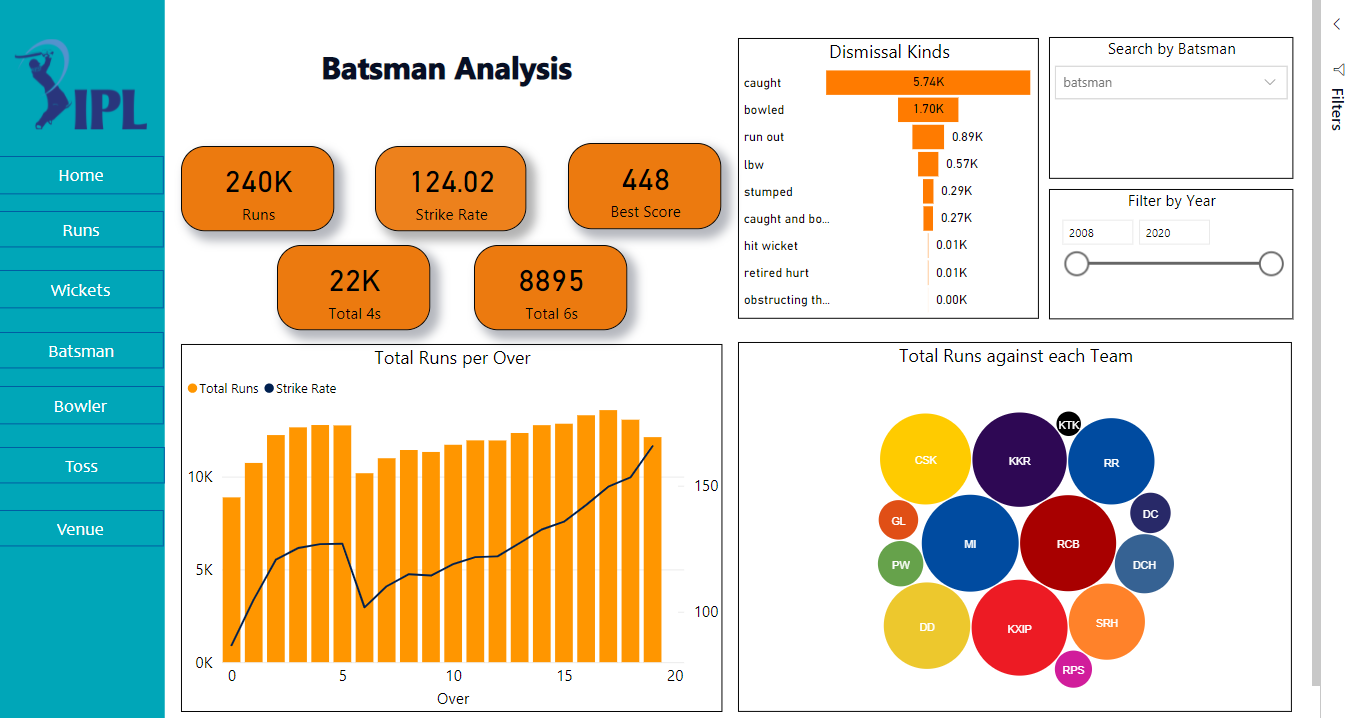 IPL
Home
Runs
Wickets
Batsman
Bowler
Toss
Venue
Batsman Analysis
240K
Runs
124.02
Strike Rate
448
Best Score
22K
Total 4s
8895
Total 6s
Dismissal Kinds
caught 5.74K
bowled 1.70K
run out 0.89K
lbw 0.57K
stumped 0.29K
caught and bo... 0.27K
hit wicket 0.01K
retired hurt 0.01K
obstructing th... 0.00K
Search by Batsman
batsman
Filter by Year
2008 2020
Filters
Total Runs per Over
Total Runs Strike Rate
10K
5K
0K
150
100
0 5 10 15 20
Over
Total Runs against each Team
KTK
CSK KKR RR
GL DC
MI RCB
PW DCH
DD KXIP SRH
RPS